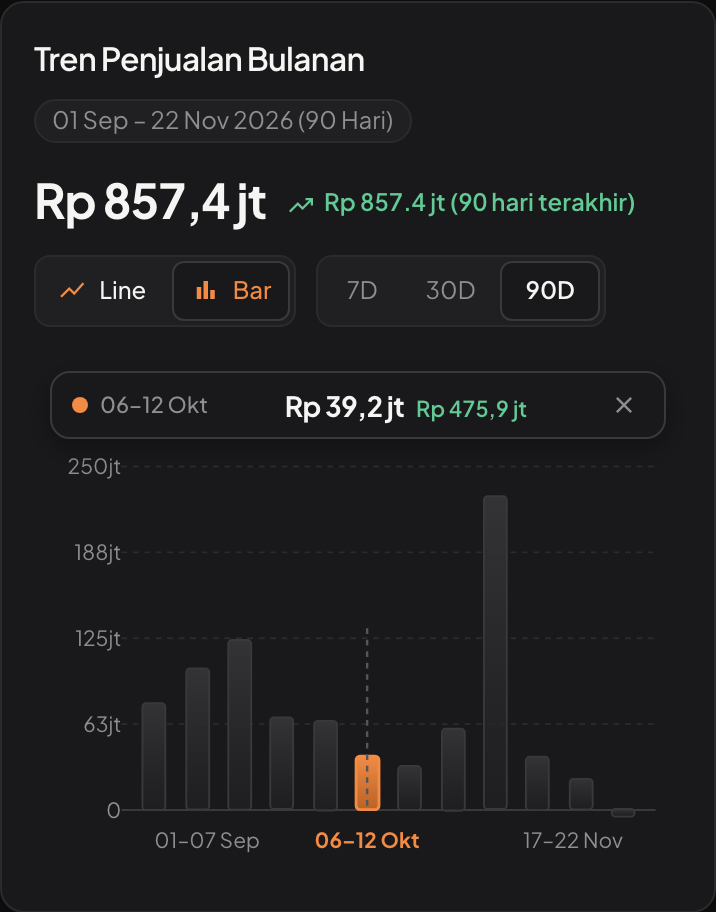 Tren Penjualan Bulanan
01 Sep – 22 Nov 2026 (90 Hari)
Rp 857,4 jt Rp 857.4 jt (90 hari terakhir)
Line Bar 7D 30D 90D
06–12 Okt Rp 39,2 jt Rp 475,9 jt
250jt
188jt
125jt
63jt
0
01–07 Sep 06–12 Okt 17–22 Nov